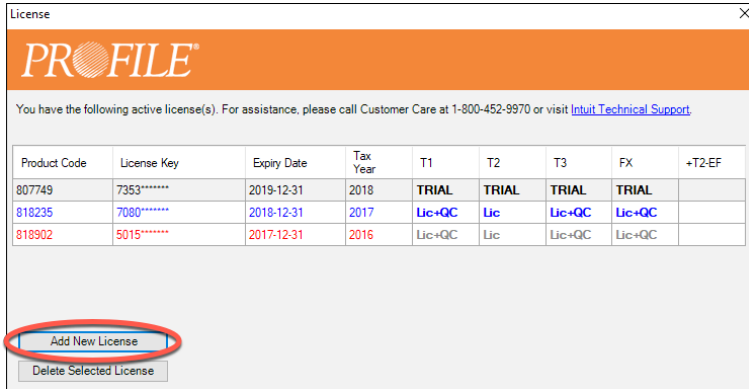 License
PROFILE®
You have the following active license(s). For assistance, please call Customer Care at 1-800-452-9970 or visit Intuit Technical Support.
Product Code License Key Expiry Date Tax Year T1 T2 T3 FX +T2-EF
807749 7353******* 2019-12-31 2018 TRIAL TRIAL TRIAL TRIAL
818235 7080******* 2018-12-31 2017 Lic+QC Lic Lic+QC Lic+QC
818902 5015******* 2017-12-31 2016 Lic+QC Lic Lic+QC Lic+QC
Add New License
Delete Selected License